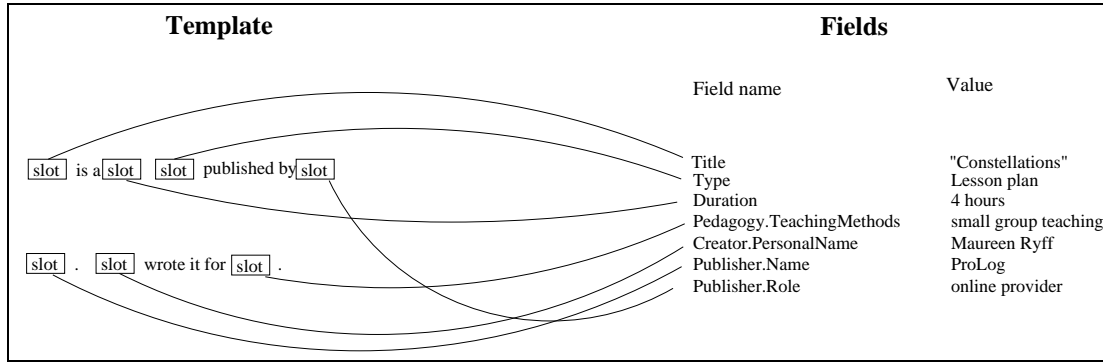 Template
Fields
Field name Value
slot is a slot slot published by slot
slot . slot wrote it for slot .
Title "Constellations"
Type Lesson plan
Duration 4 hours
Pedagogy.TeachingMethods small group teaching
Creator.PersonalName Maureen Ryff
Publisher.Name ProLog
Publisher.Role online provider